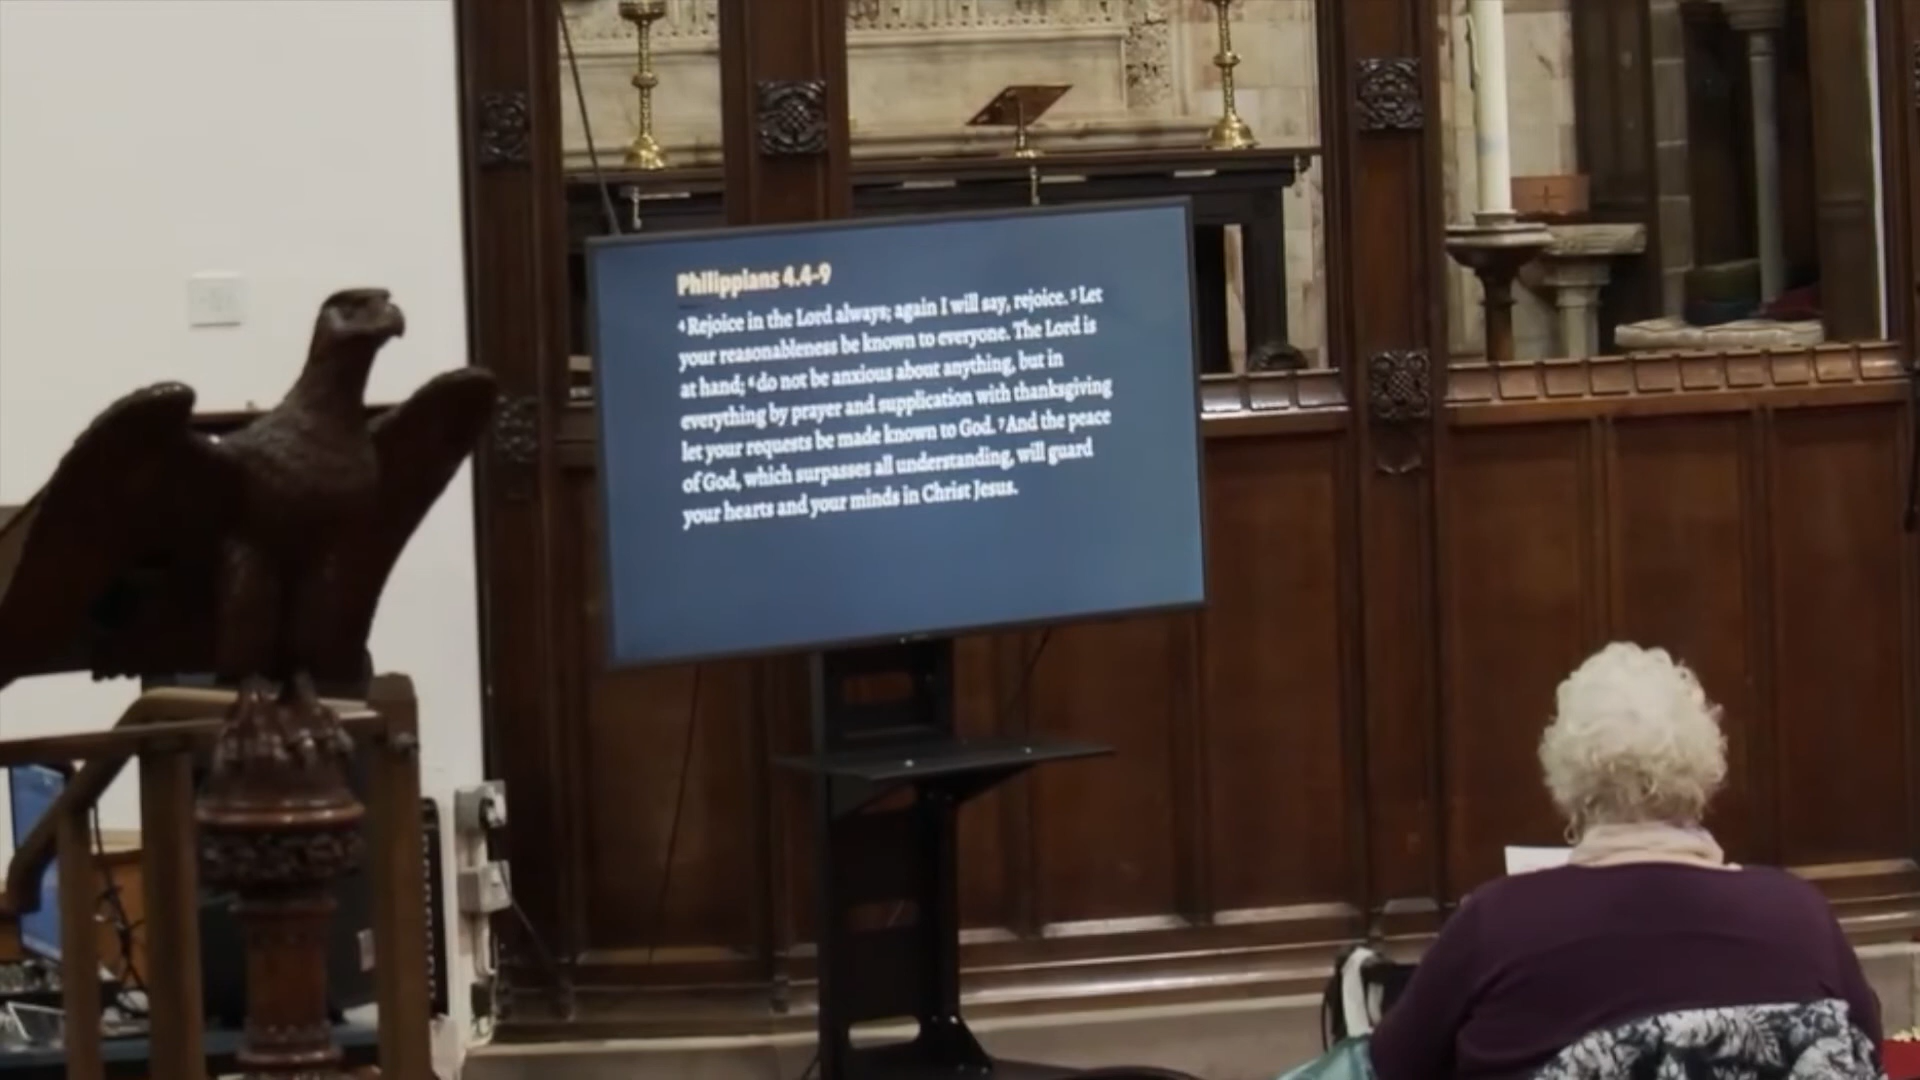 Philippians 4.4-9
⁴ Rejoice in the Lord always; again I will say, rejoice. ⁵ Let
your reasonableness be known to everyone. The Lord is
at hand; ⁶ do not be anxious about anything, but in
everything by prayer and supplication with thanksgiving
let your requests be made known to God. ⁷ And the peace
of God, which surpasses all understanding, will guard
your hearts and your minds in Christ Jesus.